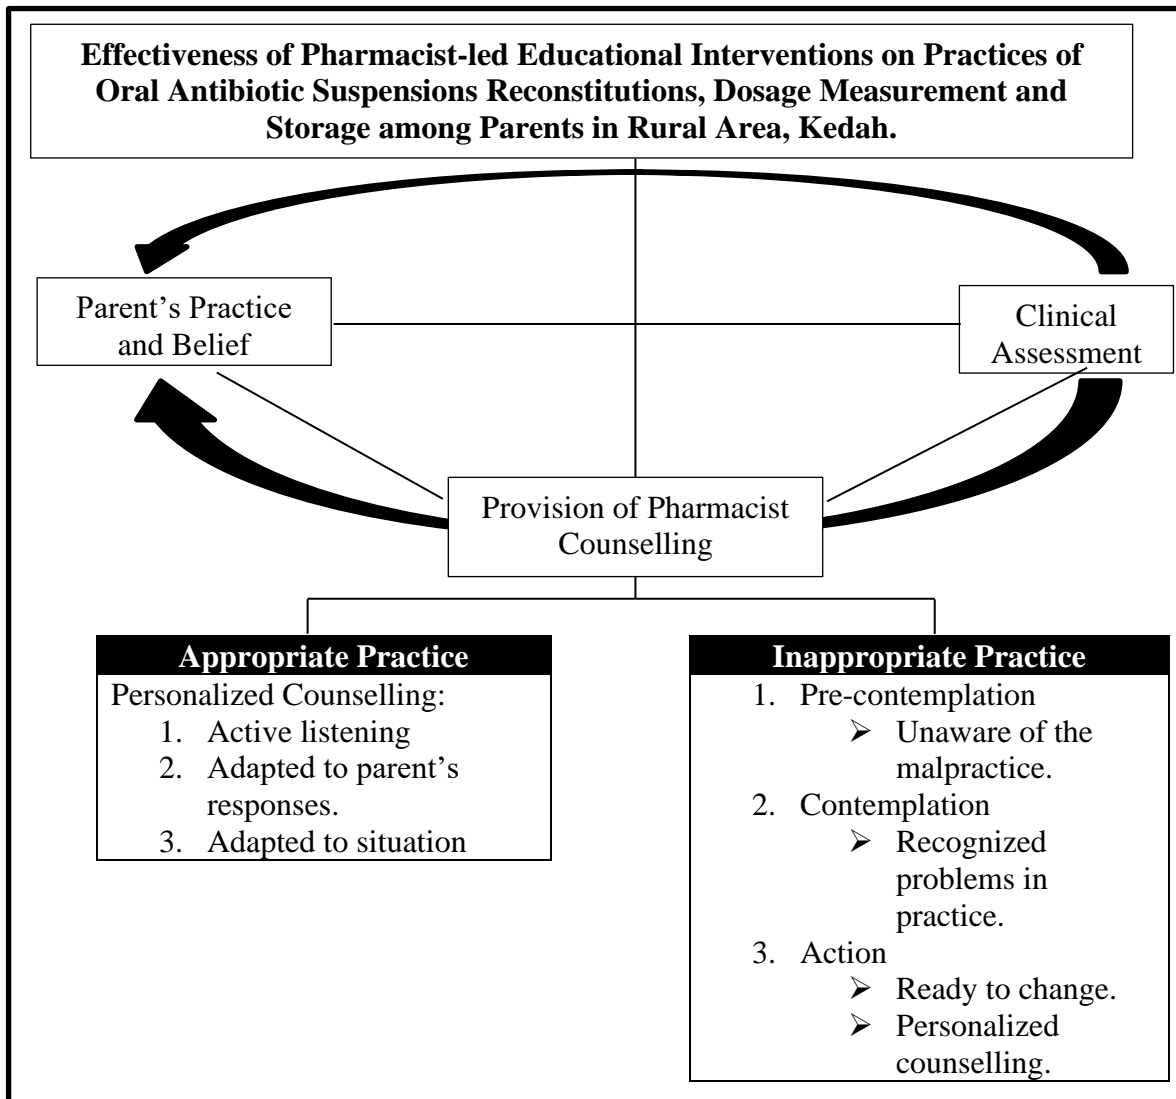 Effectiveness of Pharmacist-led Educational Interventions on Practices of
Oral Antibiotic Suspensions Reconstitutions, Dosage Measurement and
Storage among Parents in Rural Area, Kedah.
Parent’s Practice
and Belief
Clinical
Assessment
Provision of Pharmacist
Counselling
Appropriate Practice
Personalized Counselling:
1. Active listening
2. Adapted to parent’s
responses.
3. Adapted to situation
Inappropriate Practice
1. Pre-contemplation
➤ Unaware of the
malpractice.
2. Contemplation
➤ Recognized
problems in
practice.
3. Action
➤ Ready to change.
➤ Personalized
counselling.